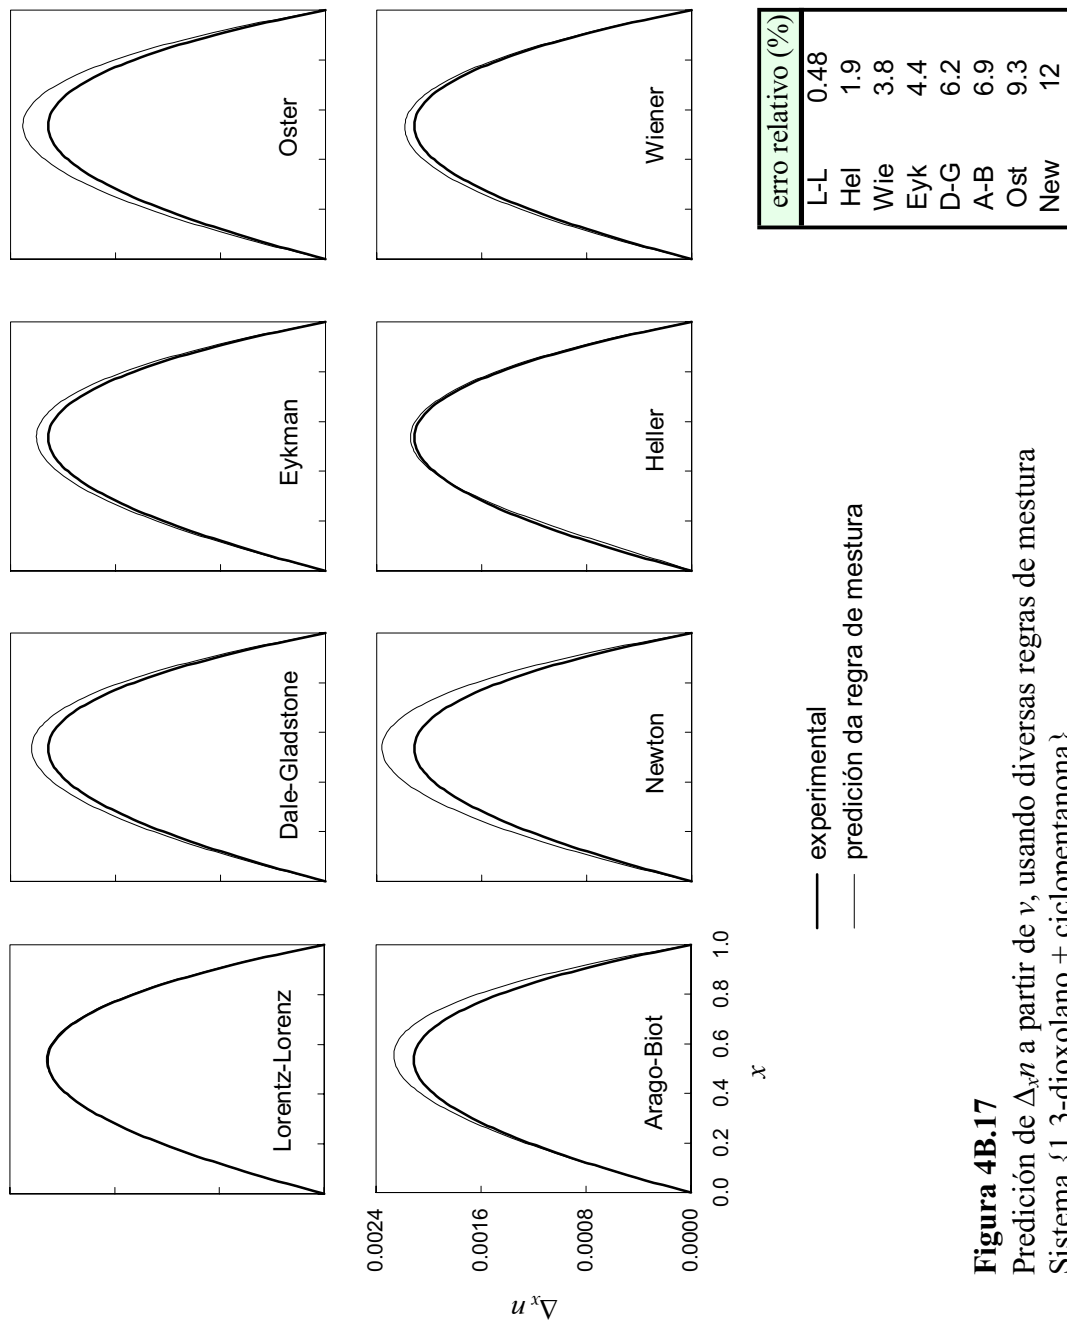 Lorentz-Lorenz
Dale-Gladstone
Eykman
Oster
0.0024
0.0016
0.0008
0.0000
Δₓn
Arago-Biot
Newton
Heller
Wiener
0.0 0.2 0.4 0.6 0.8 1.0
x
experimental
predición da regra de mestura
erro relativo (%)
L-L 0.48
Hel 1.9
Wie 3.8
Eyk 4.4
D-G 6.2
A-B 6.9
Ost 9.3
New 12
Figura 4B.17
Predición de Δₓn a partir de v, usando diversas regras de mestura
Sistema {1,3-dioxolano + ciclopentanona}